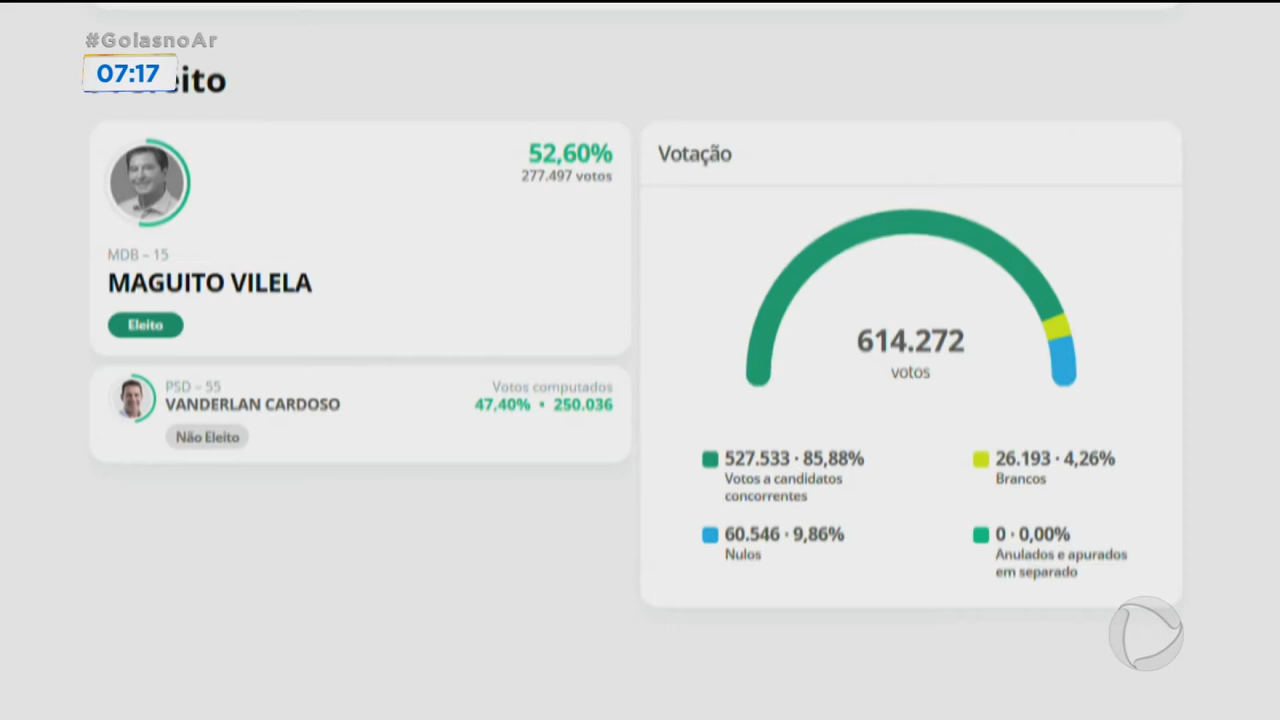 #GoiasnoAr
07:17
eito
52,60%
277.497 votos
MDB – 15
MAGUITO VILELA
Eleito
PSD – 55
VANDERLAN CARDOSO
Não Eleito
Votos computados
47,40% • 250.036
Votação
614.272
votos
527.533 · 85,88%
Votos a candidatos
concorrentes
26.193 · 4,26%
Brancos
60.546 · 9,86%
Nulos
0 · 0,00%
Anulados e apurados
em separado